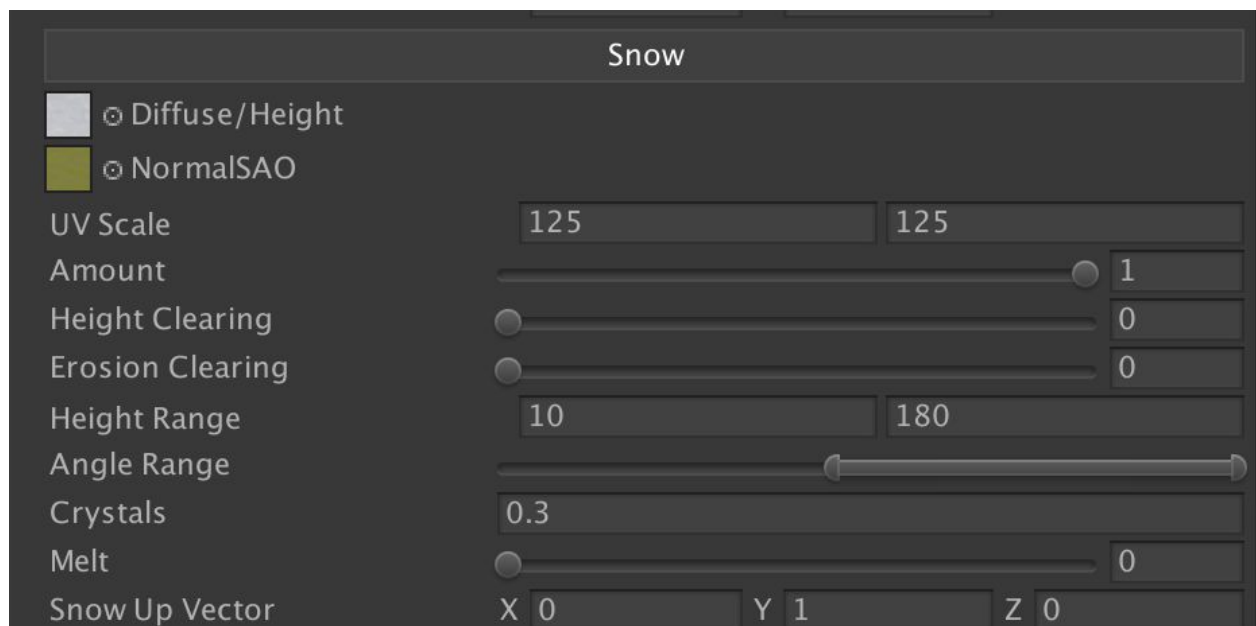 Snow
Diffuse/Height
NormalSAO
UV Scale 125 125
Amount 1
Height Clearing 0
Erosion Clearing 0
Height Range 10 180
Angle Range
Crystals 0.3
Melt 0
Snow Up Vector X 0 Y 1 Z 0